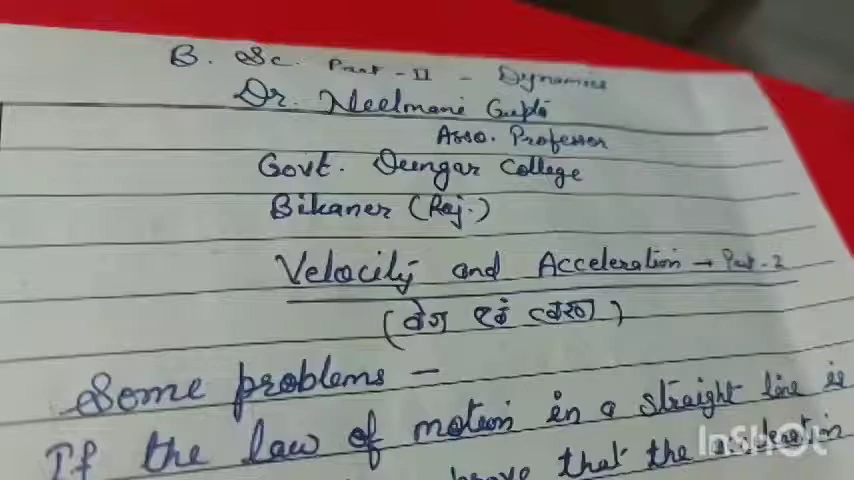 B. Sc. Part - II - Dynamics
Dr. Neelmani Gupta
Asso. Professor
Govt. Dungar College
Bikaner (Raj.)
Velocity and Acceleration → Part - 2
(वेग एवं त्वरण)
Some problems -
If the law of motion in a straight line is
prove that the acceleration
InShOt